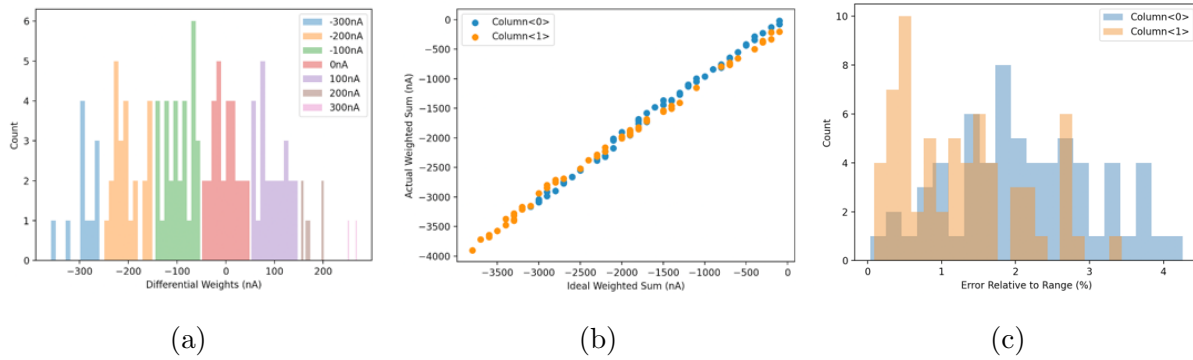 6
5
4
3
2
1
0
Count
-300nA
-200nA
-100nA
0nA
100nA
200nA
300nA
−300
−200
−100
0
100
200
Differential Weights (nA)
(a)
0
−500
−1000
−1500
−2000
−2500
−3000
−3500
−4000
Actual Weighted Sum (nA)
Column<0>
Column<1>
−3500
−3000
−2500
−2000
−1500
−1000
−500
0
Ideal Weighted Sum (nA)
(b)
10
8
6
4
2
0
Count
Column<0>
Column<1>
0
1
2
3
4
Error Relative to Range (%)
(c)